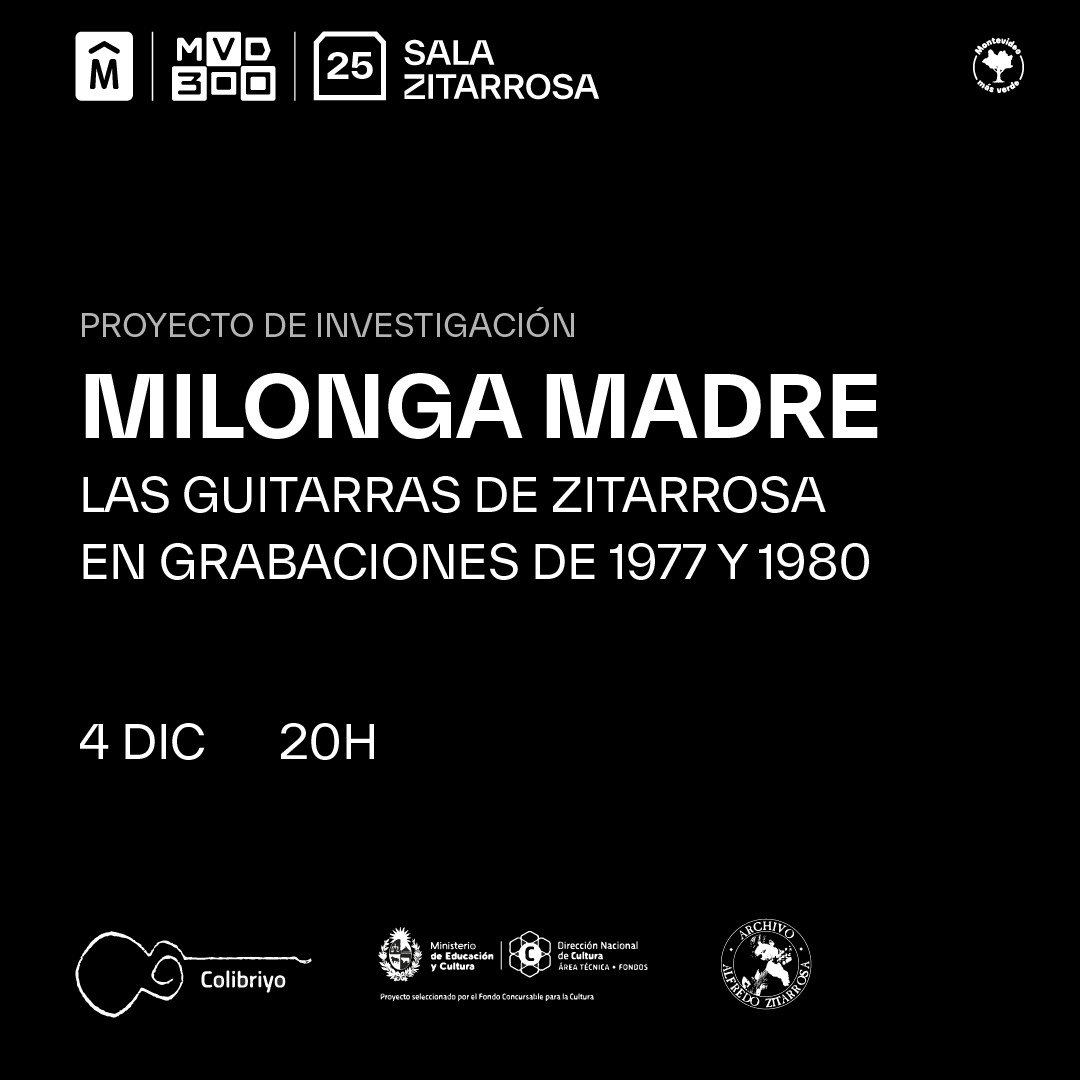 M
MVD
300
25
SALA
ZITARROSA
Montevideo
más verde
PROYECTO DE INVESTIGACIÓN
MILONGA MADRE
LAS GUITARRAS DE ZITARROSA
EN GRABACIONES DE 1977 Y 1980
4 DIC 20H
Colibriyo
Ministerio
de Educación
y Cultura
C
Dirección Nacional
de Cultura
ÁREA TÉCNICA + FONDOS
Proyecto seleccionado por el Fondo Concursable para la Cultura
ARCHIVO
ALFREDO ZITARROSA